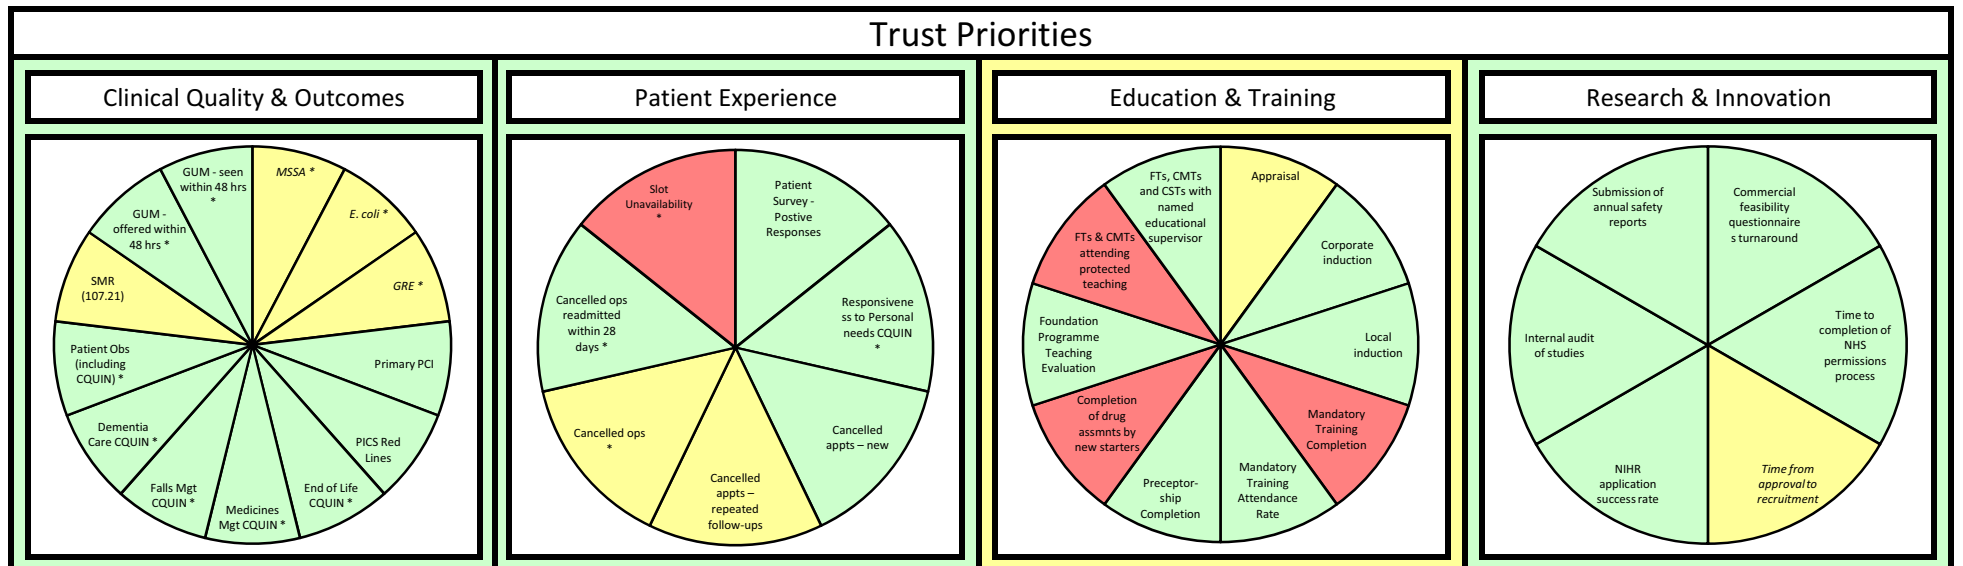 Trust Priorities
Clinical Quality & Outcomes
GUM - seen
within 48 hrs
*
MSSA *
E. coli *
GRE *
Primary PCI
PICS Red
Lines
End of Life
CQUIN *
Medicines
Mgt CQUIN *
Falls Mgt
CQUIN *
Dementia
Care CQUIN *
Patient Obs
(including
CQUIN) *
SMR
(107.21)
GUM -
offered within
48 hrs *
Patient Experience
Slot
Unavailability
*
Patient
Survey -
Postive
Responses
Responsivene
ss to Personal
needs CQUIN
*
Cancelled
appts – new
Cancelled
appts –
repeated
follow-ups
Cancelled ops
*
Cancelled ops
readmitted
within 28
days *
Education & Training
FTs, CMTs
and CSTs with
named
educational
supervisor
Appraisal
Corporate
induction
Local
induction
Mandatory
Training
Completion
Mandatory
Training
Attendance
Rate
Preceptor-
ship
Completion
Completion
of drug
assmnts by
new starters
Foundation
Programme
Teaching
Evaluation
FTs & CMTs
attending
protected
teaching
Research & Innovation
Submission of
annual safety
reports
Commercial
feasibility
questionnaire
s turnaround
Time to
completion of
NHS
permissions
process
Time from
approval to
recruitment
NIHR
application
success rate
Internal audit
of studies